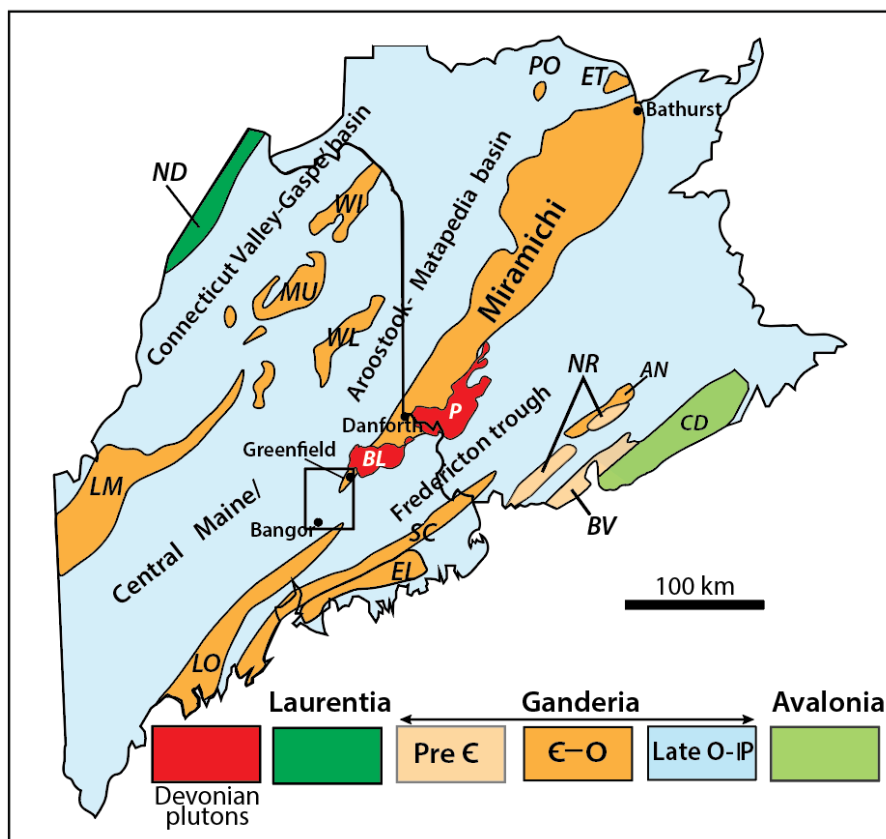 PO
ET
Bathurst
ND
Connecticut Valley-Gaspe' basin
WI
Aroostook- Matapedia basin
Miramichi
MU
WL
NR
AN
P
Danforth
CD
Greenfield
BL
Fredericton trough
LM
Central Maine/
Bangor
SC
BV
EI
100 km
LO
Laurentia
Ganderia
Avalonia
Pre Є
Є–O
Late O-IP
Devonian
plutons